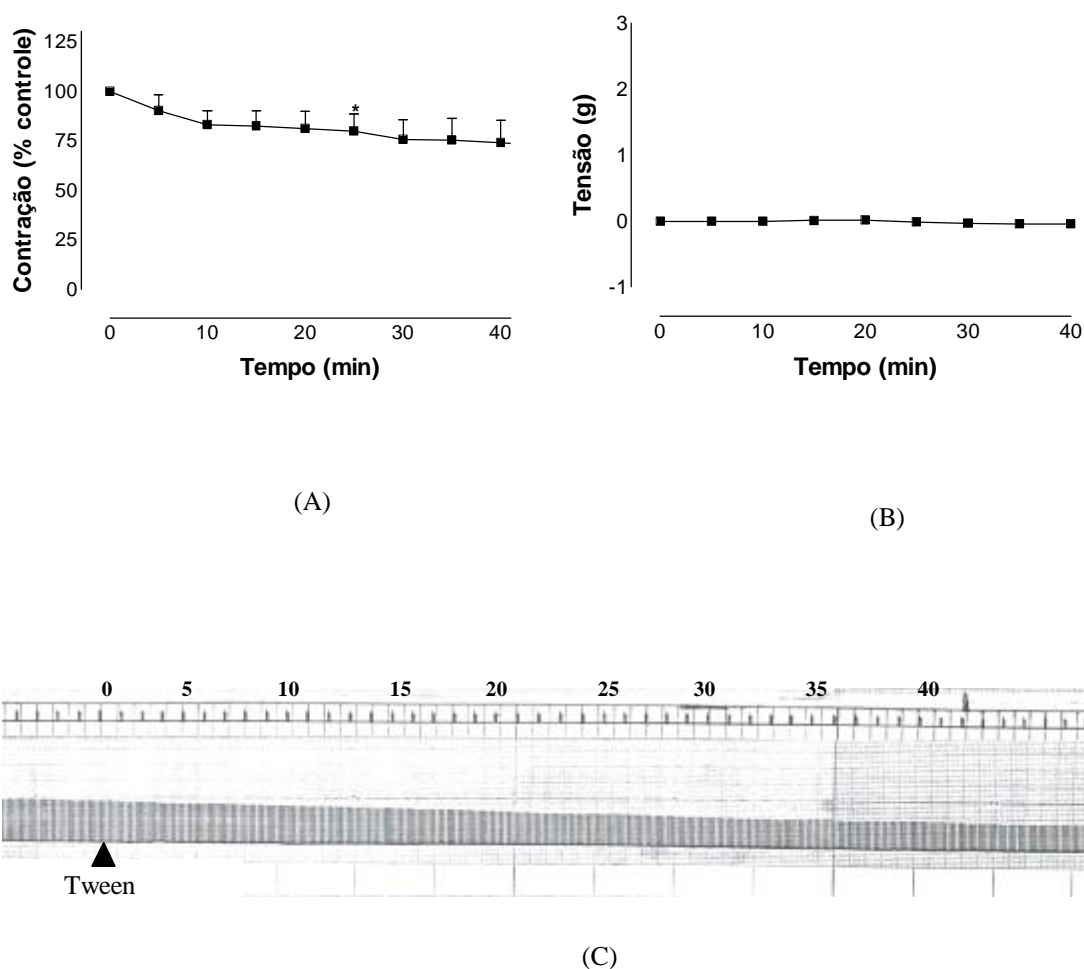 Contração (% controle)
125
100
75
50
25
0
*
0 10 20 30 40
Tempo (min)
(A)
Tensão (g)
3
2
1
0
-1
0 10 20 30 40
Tempo (min)
(B)
0 5 10 15 20 25 30 35 40
Tween
(C)